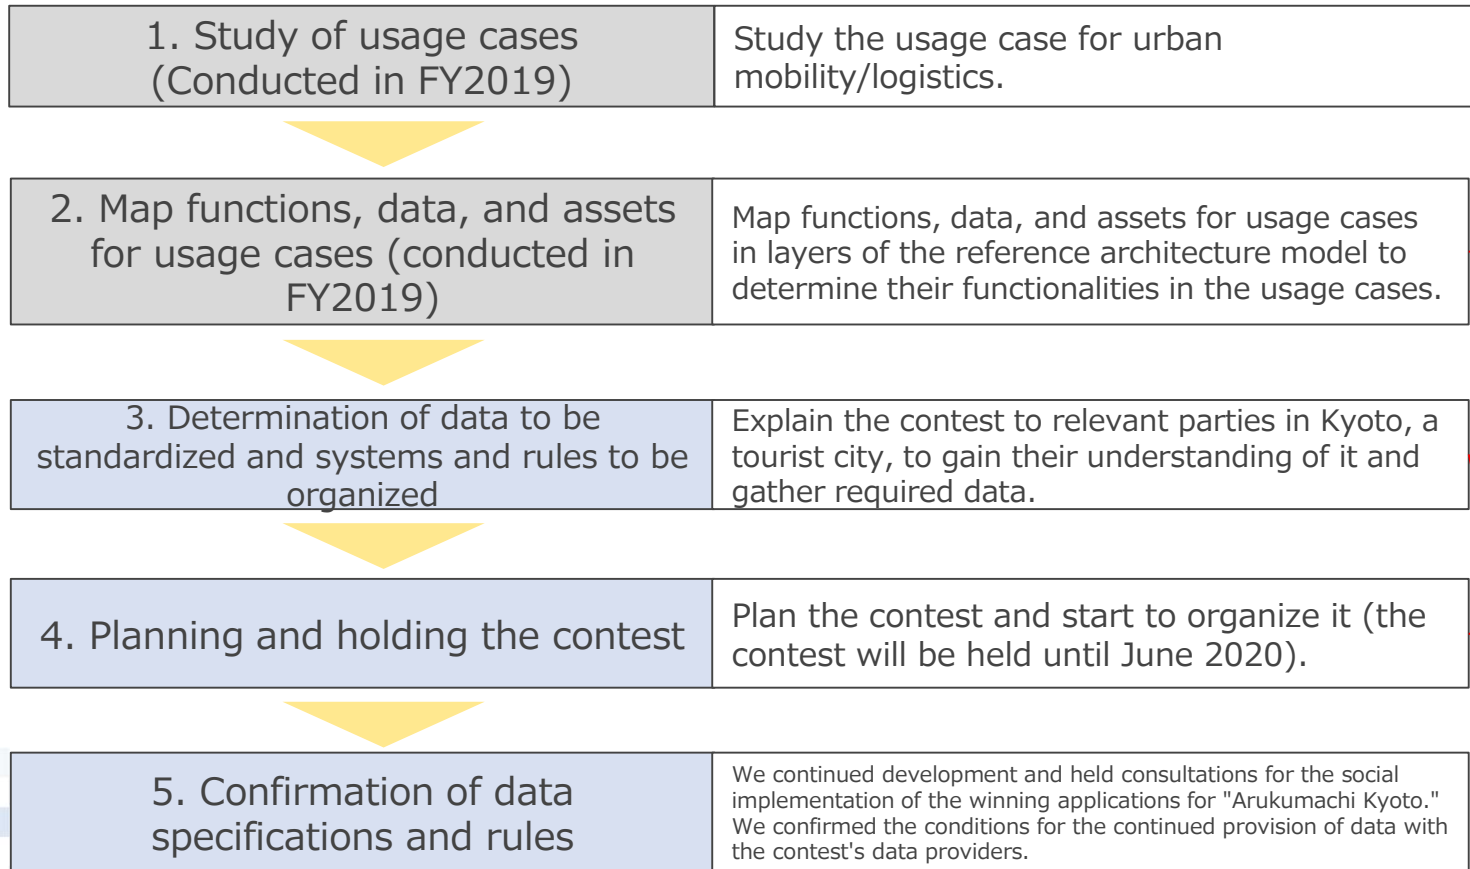 1. Study of usage cases
(Conducted in FY2019)
Study the usage case for urban
mobility/logistics.
2. Map functions, data, and assets
for usage cases (conducted in
FY2019)
Map functions, data, and assets for usage cases
in layers of the reference architecture model to
determine their functionalities in the usage cases.
3. Determination of data to be
standardized and systems and rules to be
organized
Explain the contest to relevant parties in Kyoto, a
tourist city, to gain their understanding of it and
gather required data.
4. Planning and holding the contest
Plan the contest and start to organize it (the
contest will be held until June 2020).
5. Confirmation of data
specifications and rules
We continued development and held consultations for the social
implementation of the winning applications for "Arukumachi Kyoto."
We confirmed the conditions for the continued provision of data with
the contest's data providers.